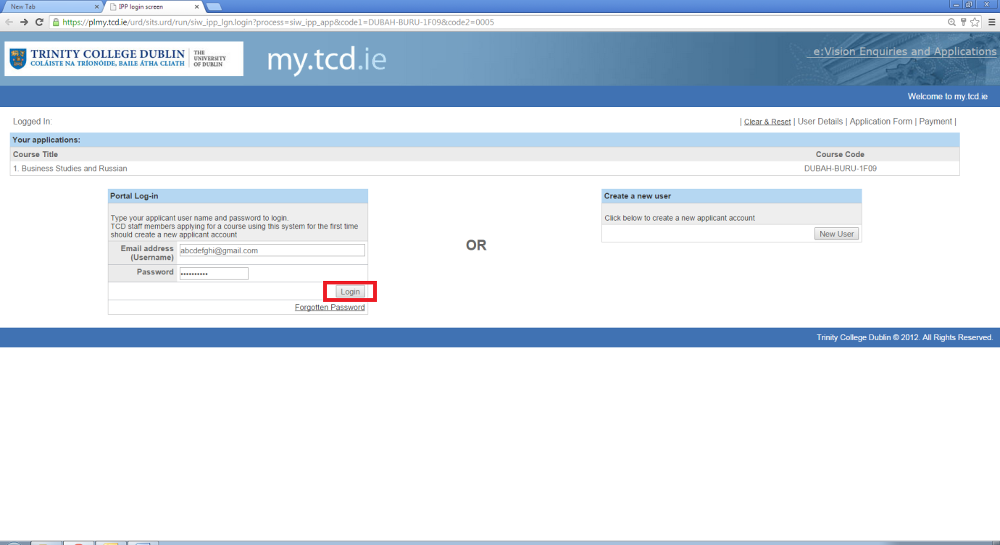 New Tab
IPP login screen
https://plmy.tcd.ie/urd/sits.urd/run/siw_ipp_lgn.login?process=siw_ipp_app&code1=DUBAH-BURU-1F09&code2=0005
TRINITY COLLEGE DUBLIN
COLÁISTE NA TRÍONÓIDE, BAILE ÁTHA CLIATH
THE
UNIVERSITY
OF DUBLIN
my.tcd.ie
e:Vision Enquiries and Applications
Welcome to my.tcd.ie
Logged In:
| Clear & Reset | User Details | Application Form | Payment |
Your applications:
Course Title Course Code
1. Business Studies and Russian DUBAH-BURU-1F09
Portal Log-in
Type your applicant user name and password to login.
TCD staff members applying for a course using this system for the first time
should create a new applicant account
Email address
(Username)
abcdefghi@gmail.com
Password
Login
Forgotten Password
OR
Create a new user
Click below to create a new applicant account
New User
Trinity College Dublin © 2012. All Rights Reserved.